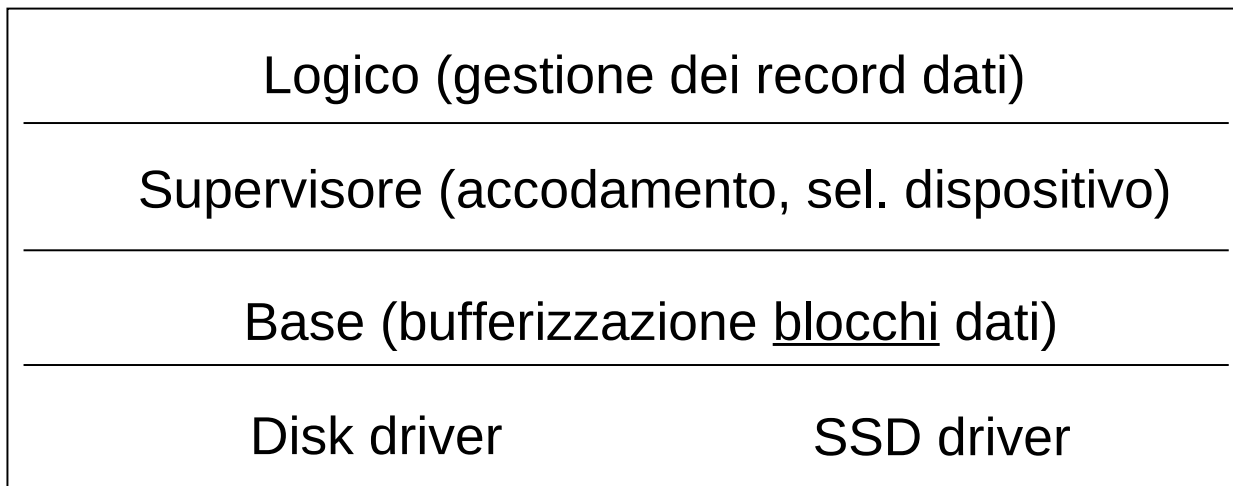 Logico (gestione dei record dati)
Supervisore (accodamento, sel. dispositivo)
Base (bufferizzazione blocchi dati)
Disk driver SSD driver